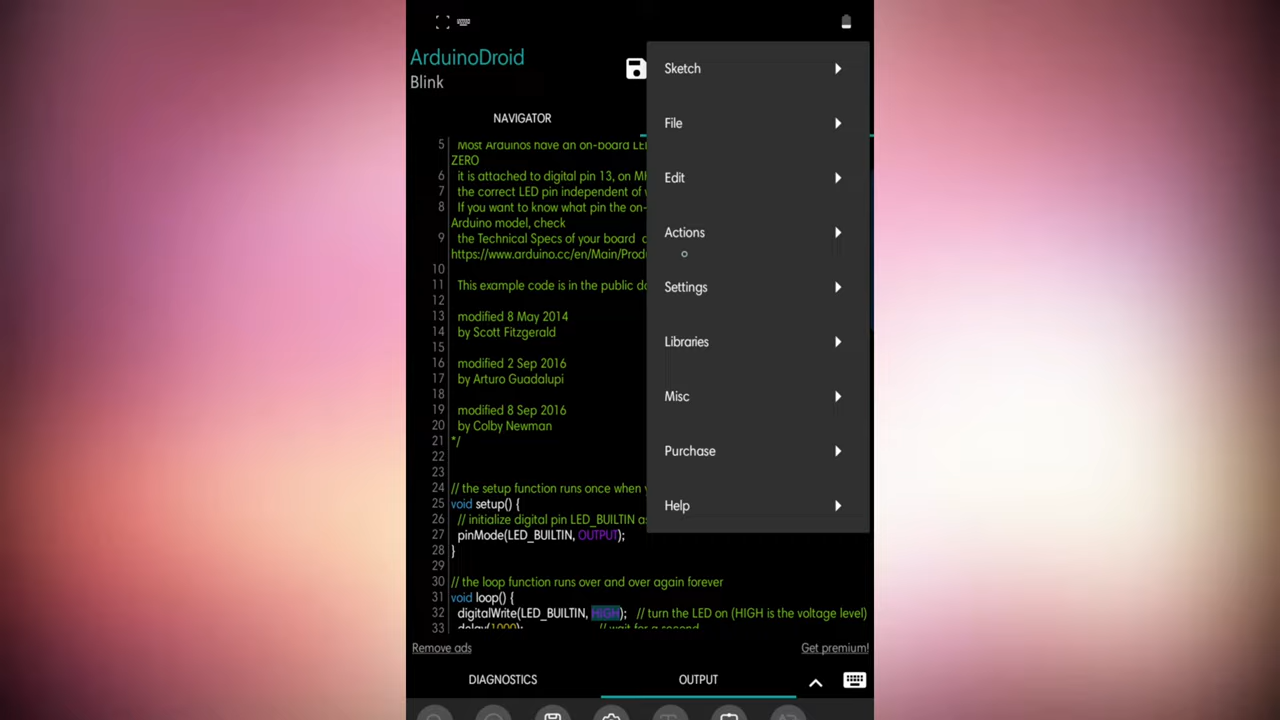 ArduinoDroid
Blink
NAVIGATOR
5 Most Arduinos have an on-board LE
ZERO
6 it is attached to digital pin 13, on
7 the correct LED pin independent of
8 If you want to know what pin the on-
Arduino model, check
9 the Technical Specs of your board
https://www.arduino.cc/en/Main/Prod
10
11 This example code is in the public
12
13 modified 8 May 2014
14 by Scott Fitzgerald
15
16 modified 2 Sep 2016
17 by Arturo Guadalupi
18
19 modified 8 Sep 2016
20 by Colby Newman
21 */
22
23
24 // the setup function runs once when
25 void setup() {
26 // initialize digital pin LED_BUILTIN
27 pinMode(LED_BUILTIN, OUTPUT);
28 }
29
30 // the loop function runs over and over again forever
31 void loop() {
32 digitalWrite(LED_BUILTIN, HIGH); // turn the LED on (HIGH is the voltage level)
33 delay(1000); // wait for a second
Sketch
File
Edit
Actions
Settings
Libraries
Misc
Purchase
Help
Remove ads
Get premium!
DIAGNOSTICS
OUTPUT